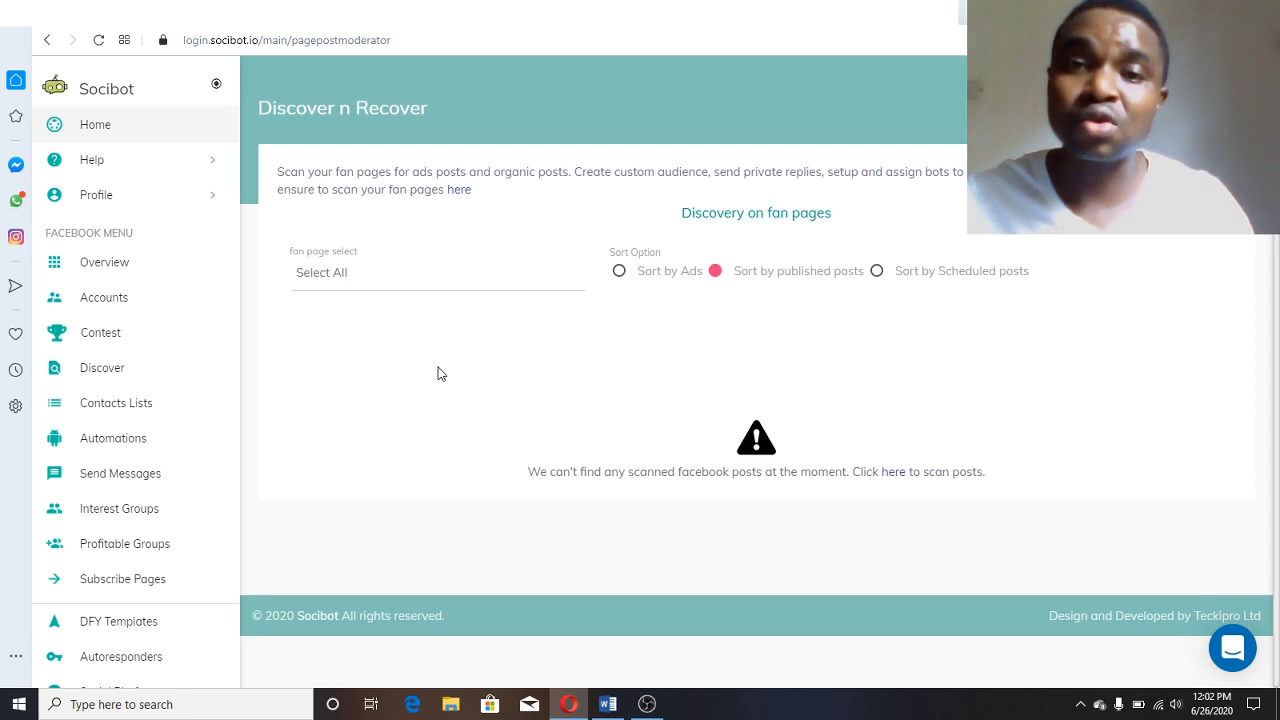 login.socibot.io/main/pagepostmoderator
Socibot
Home
Help
Profile
FACEBOOK MENU
Overview
Accounts
Contest
Discover
Contacts Lists
Automations
Send Messages
Interest Groups
Profitable Groups
Subscribe Pages
DFY Templates
Autoresponders
Discover n Recover
Scan your fan pages for ads posts and organic posts. Create custom audience, send private replies, setup and assign bots to
ensure to scan your fan pages here
Discovery on fan pages
fan page select
Select All
Sort Option
Sort by Ads
Sort by published posts
Sort by Scheduled posts
We can't find any scanned facebook posts at the moment. Click here to scan posts.
© 2020 Socibot All rights reserved.
Design and Developed by Teckipro Ltd
Type here to search
12:02 PM
6/26/2020